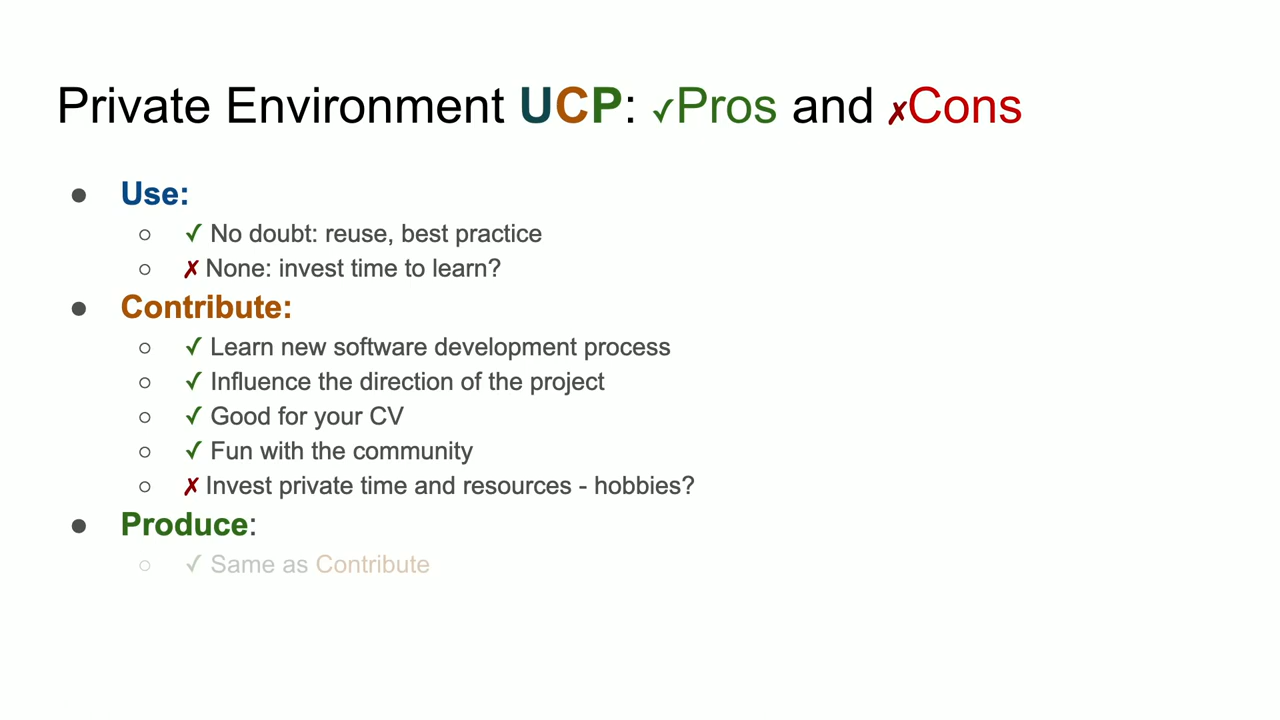 Private Environment UCP: ✓Pros and ✗Cons
● Use:
○ ✓ No doubt: reuse, best practice
○ ✗ None: invest time to learn?
● Contribute:
○ ✓ Learn new software development process
○ ✓ Influence the direction of the project
○ ✓ Good for your CV
○ ✓ Fun with the community
○ ✗ Invest private time and resources - hobbies?
● Produce:
○ ✓ Same as Contribute